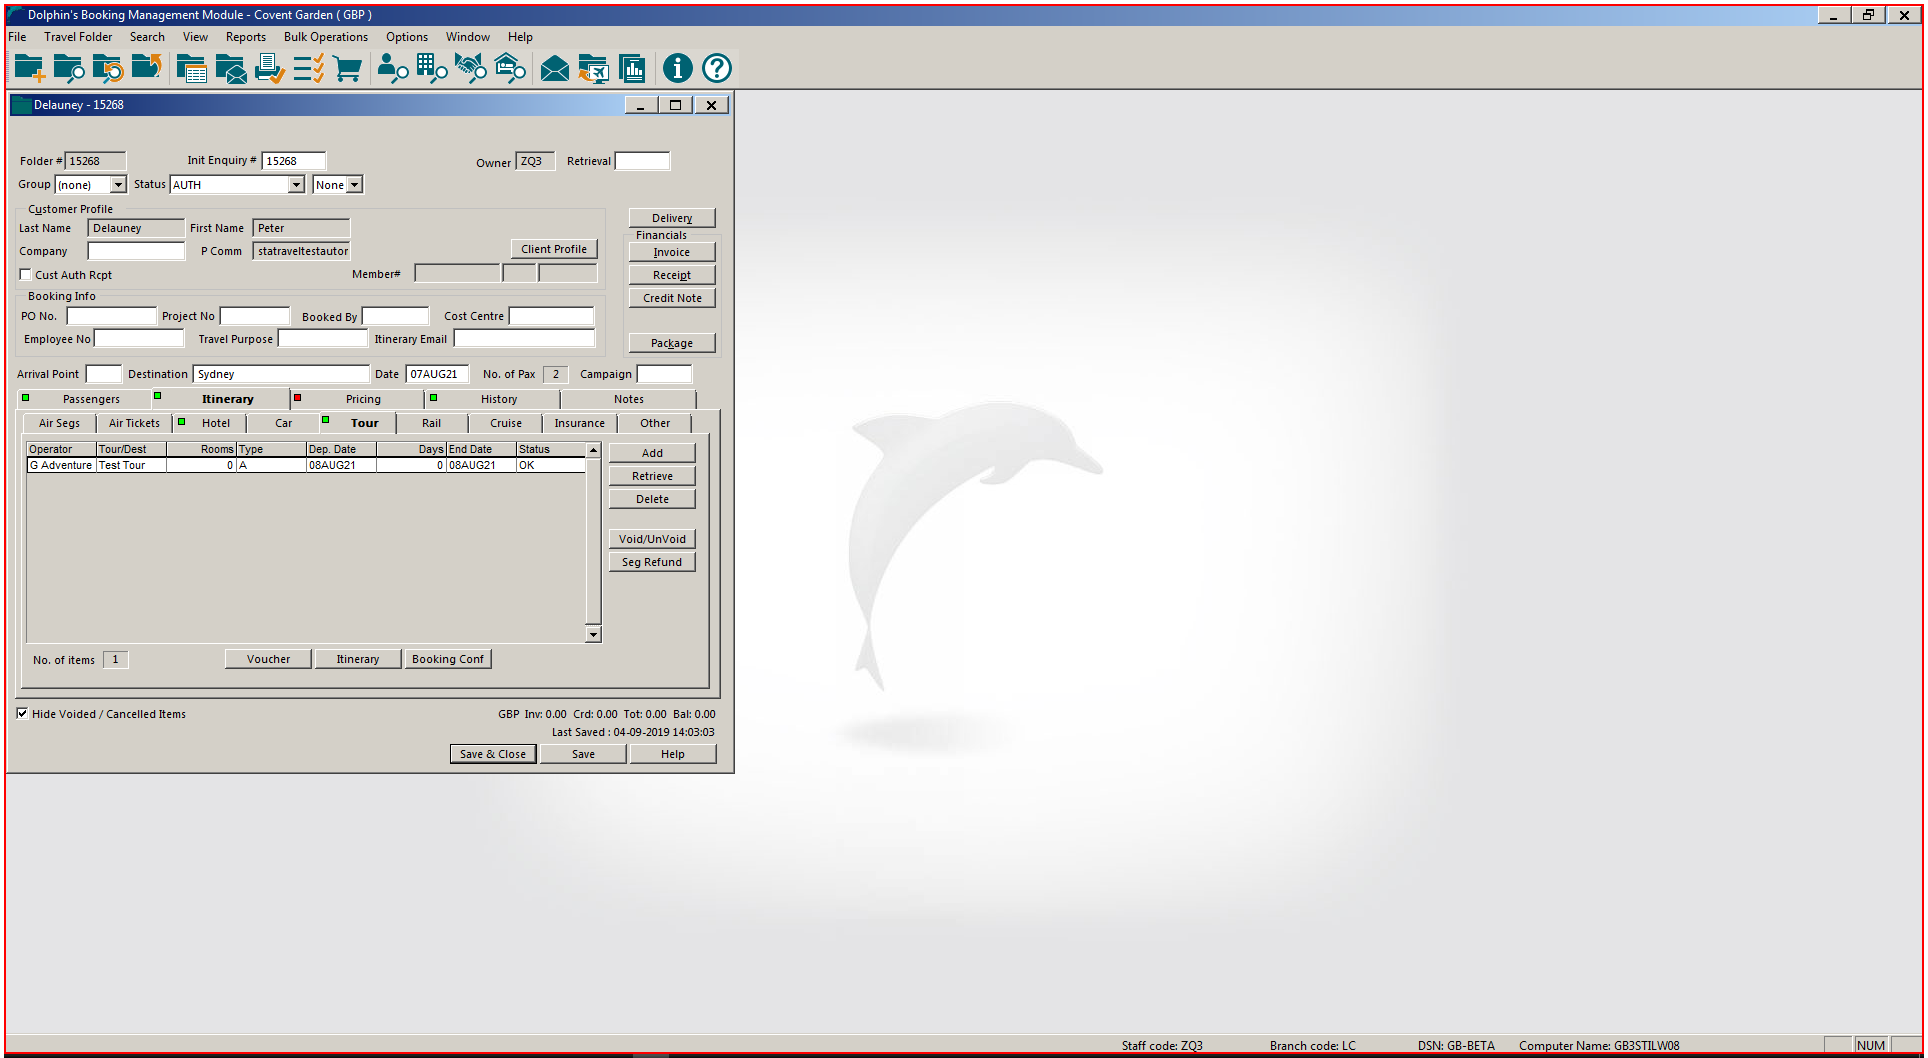 Dolphin's Booking Management Module - Covent Garden ( GBP )
File Travel Folder Search View Reports Bulk Operations Options Window Help
Delauney - 15268
Folder # 15268 Init Enquiry # 15268 Owner ZQ3 Retrieval
Group (none) Status AUTH None
Customer Profile
Last Name Delauney First Name Peter
Company P Comm statraveltestautor Client Profile
Cust Auth Rcpt Member#
Delivery
Financials
Invoice
Receipt
Credit Note
Package
Booking Info
PO No. Project No Booked By Cost Centre
Employee No Travel Purpose Itinerary Email
Arrival Point Destination Sydney Date 07AUG21 No. of Pax 2 Campaign
Passengers Itinerary Pricing History Notes
Air Segs Air Tickets Hotel Car Tour Rail Cruise Insurance Other
Operator Tour/Dest Rooms Type Dep. Date Days End Date Status
G Adventure Test Tour 0 A 08AUG21 0 08AUG21 OK
Add
Retrieve
Delete
Void/UnVoid
Seg Refund
No. of items 1 Voucher Itinerary Booking Conf
Hide Voided / Cancelled Items GBP Inv: 0.00 Crd: 0.00 Tot: 0.00 Bal: 0.00
Last Saved : 04-09-2019 14:03:03
Save & Close Save Help
Staff code: ZQ3 Branch code: LC DSN: GB-BETA Computer Name: GB3STILW08 NUM